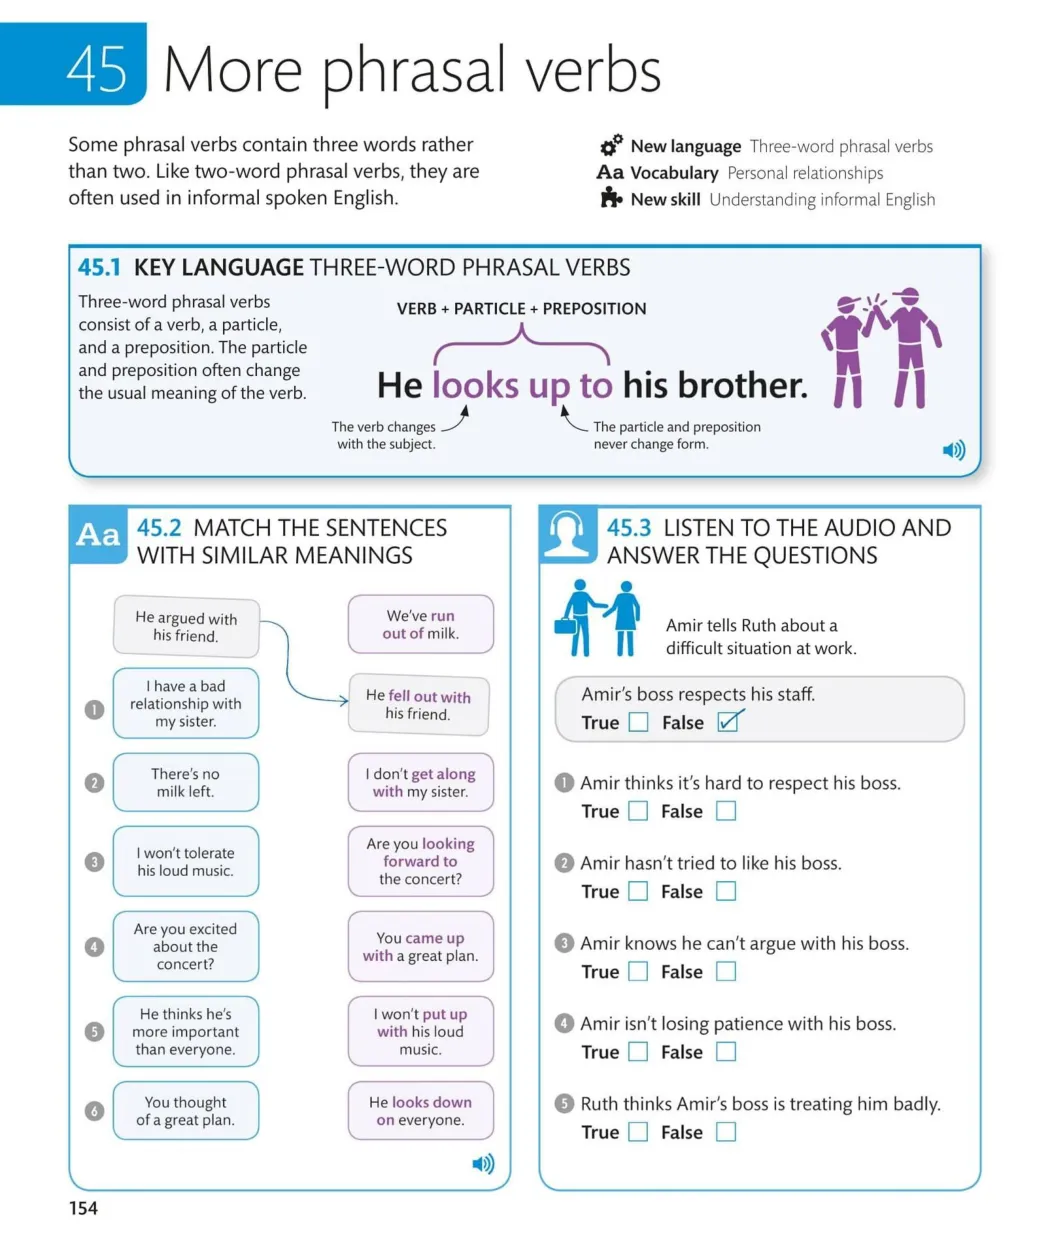 45 More phrasal verbs
Some phrasal verbs contain three words rather
than two. Like two-word phrasal verbs, they are
often used in informal spoken English.
New language Three-word phrasal verbs
Aa Vocabulary Personal relationships
New skill Understanding informal English
45.1 KEY LANGUAGE THREE-WORD PHRASAL VERBS
Three-word phrasal verbs
consist of a verb, a particle,
and a preposition. The particle
and preposition often change
the usual meaning of the verb.
VERB + PARTICLE + PREPOSITION
He looks up to his brother.
The verb changes
with the subject.
The particle and preposition
never change form.
Aa
45.2 MATCH THE SENTENCES
WITH SIMILAR MEANINGS
He argued with
his friend.
1
I have a bad
relationship with
my sister.
2
There's no
milk left.
3
I won't tolerate
his loud music.
4
Are you excited
about the
concert?
5
He thinks he's
more important
than everyone.
6
You thought
of a great plan.
We've run
out of milk.
He fell out with
his friend.
I don't get along
with my sister.
Are you looking
forward to
the concert?
You came up
with a great plan.
I won't put up
with his loud
music.
He looks down
on everyone.
45.3 LISTEN TO THE AUDIO AND
ANSWER THE QUESTIONS
Amir tells Ruth about a
difficult situation at work.
Amir's boss respects his staff.
True False
1 Amir thinks it's hard to respect his boss.
True False
2 Amir hasn't tried to like his boss.
True False
3 Amir knows he can't argue with his boss.
True False
4 Amir isn't losing patience with his boss.
True False
5 Ruth thinks Amir's boss is treating him badly.
True False
154